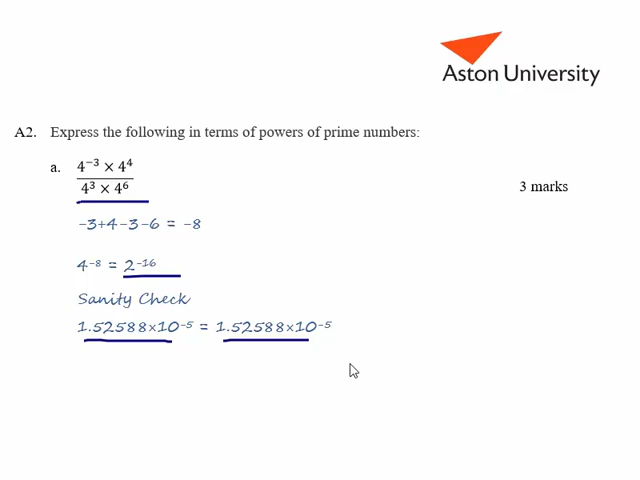 Aston University
A2. Express the following in terms of powers of prime numbers:
a. 4⁻³ × 4⁴
4³ × 4⁶
3 marks
-3+4-3-6 = -8
4⁻⁸ = 2⁻¹⁶
Sanity Check
1.52588×10⁻⁵ = 1.52588×10⁻⁵